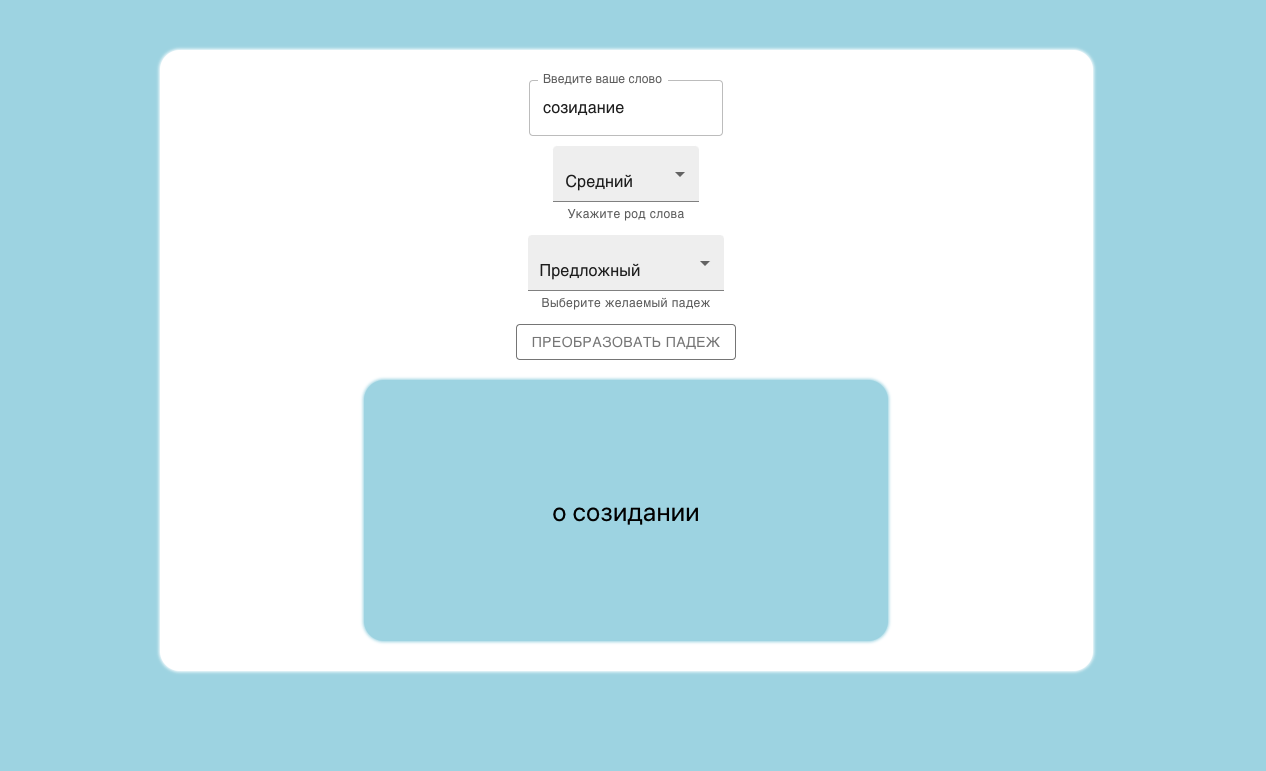 Введите ваше слово
созидание
Средний
Укажите род слова
Предложный
Выберите желаемый падеж
ПРЕОБРАЗОВАТЬ ПАДЕЖ
о созидании